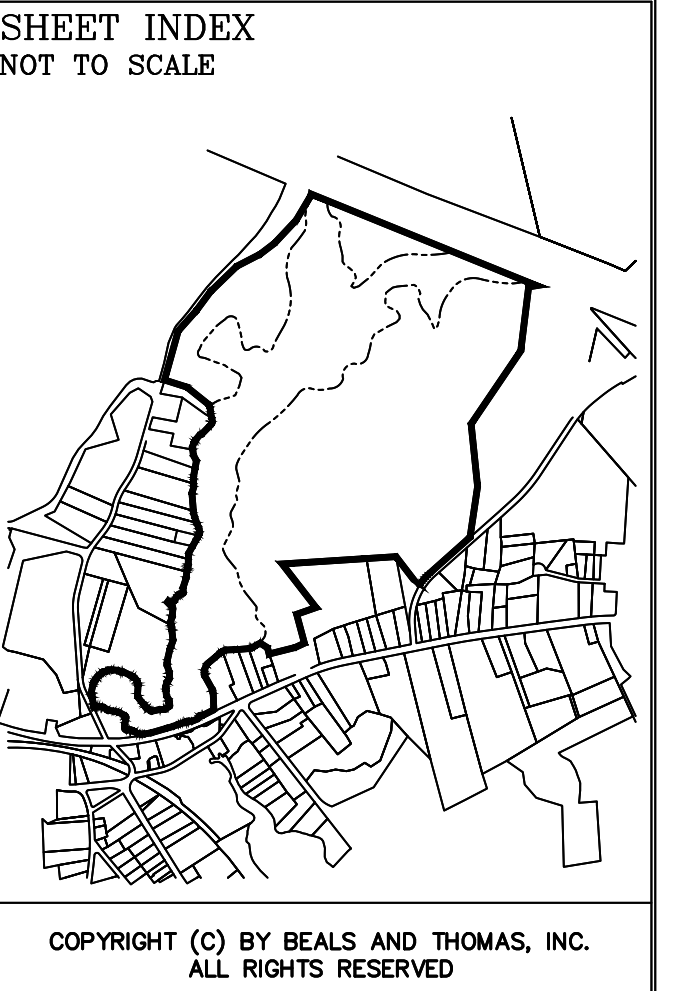 SHEET INDEX
NOT TO SCALE
COPYRIGHT (C) BY BEALS AND THOMAS, INC.
ALL RIGHTS RESERVED